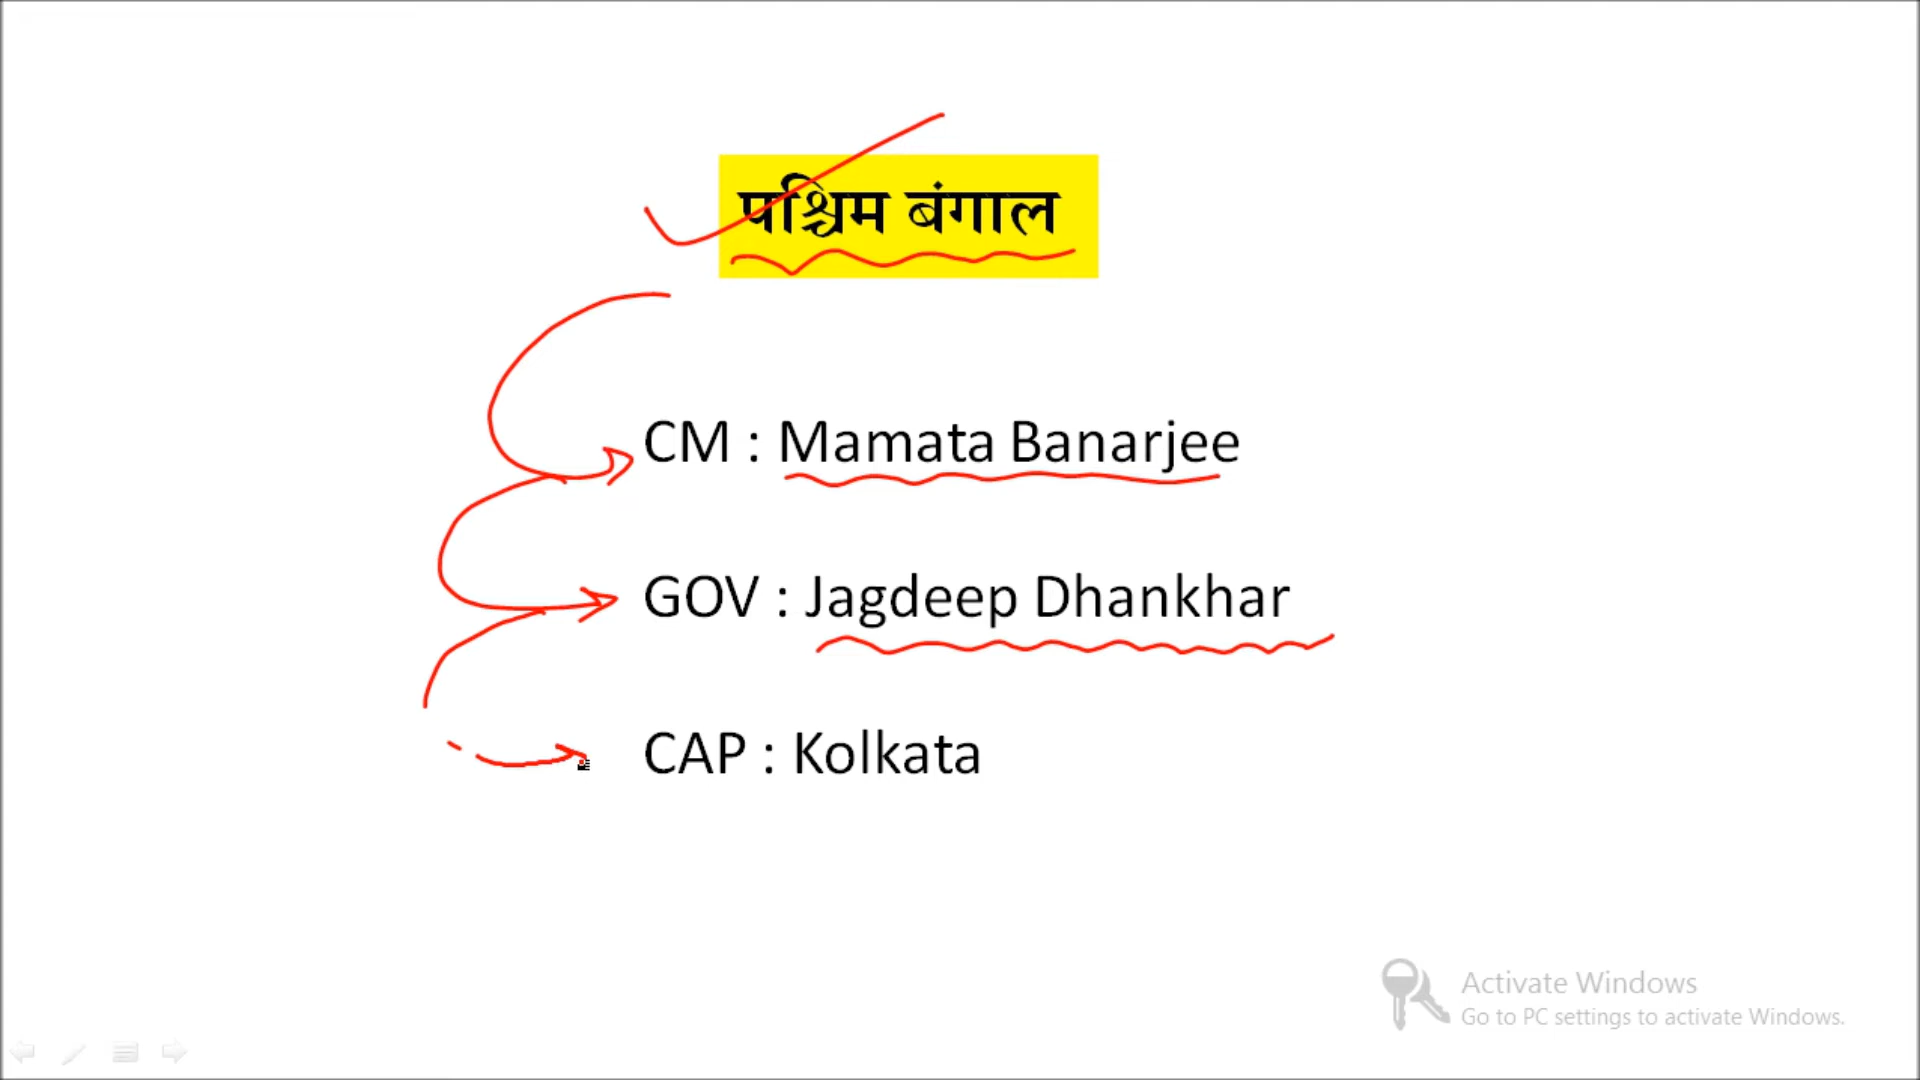 पश्चिम बंगाल
CM : Mamata Banarjee
GOV : Jagdeep Dhankhar
CAP : Kolkata
Activate Windows
Go to PC settings to activate Windows.